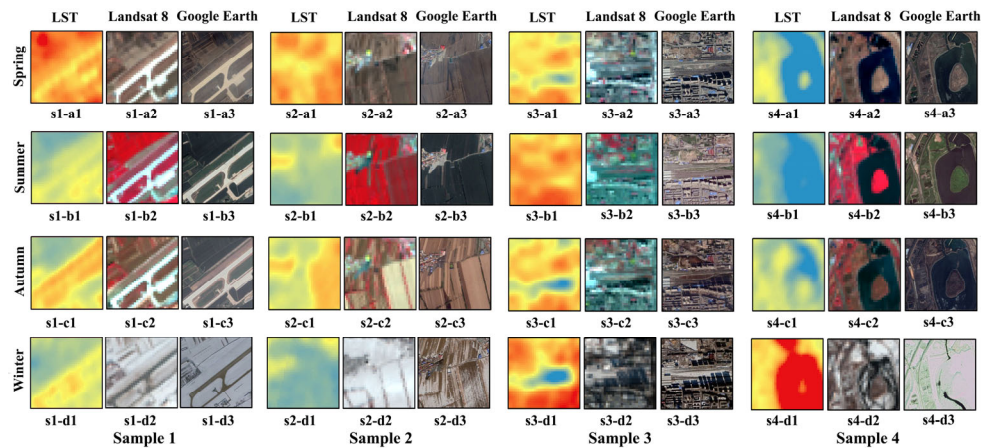 LST Landsat 8 Google Earth LST Landsat 8 Google Earth LST Landsat 8 Google Earth LST Landsat 8 Google Earth
Spring
s1-a1 s1-a2 s1-a3 s2-a1 s2-a2 s2-a3 s3-a1 s3-a2 s3-a3 s4-a1 s4-a2 s4-a3
Summer
s1-b1 s1-b2 s1-b3 s2-b1 s2-b2 s2-b3 s3-b1 s3-b2 s3-b3 s4-b1 s4-b2 s4-b3
Autumn
s1-c1 s1-c2 s1-c3 s2-c1 s2-c2 s2-c3 s3-c1 s3-c2 s3-c3 s4-c1 s4-c2 s4-c3
Winter
s1-d1 s1-d2 s1-d3 s2-d1 s2-d2 s2-d3 s3-d1 s3-d2 s3-d3 s4-d1 s4-d2 s4-d3
Sample 1 Sample 2 Sample 3 Sample 4